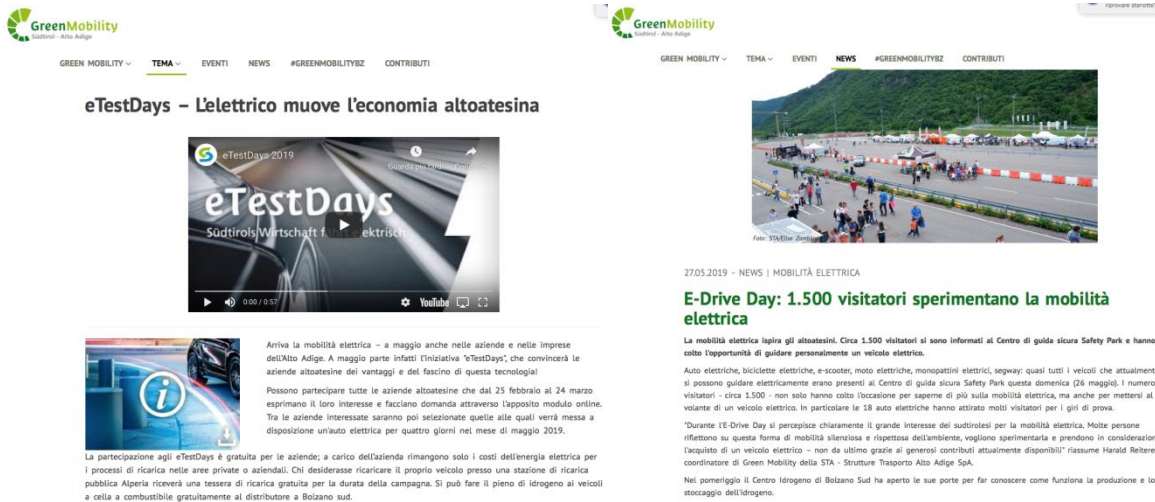 GreenMobility
Südtirol - Alto Adige
GREEN MOBILITY
TEMA
EVENTI
NEWS
#GREENMOBILITYBZ
CONTRIBUTI
eTestDays – L'elettrico muove l'economia altoatesina
eTestDays 2019
Guarda più tardi
eTestDays
Südtirols Wirtschaft
0:00 / 0:57
YouTube
Arriva la mobilità elettrica – a maggio anche nelle aziende e nelle imprese
dell'Alto Adige. A maggio parte infatti l'iniziativa "eTestDays", che convincerà le
aziende altoatesine dei vantaggi e del fascino di questa tecnologia!
Possono partecipare tutte le aziende altoatesine che dal 25 febbraio al 24 marzo
esprimano il loro interesse e facciano domanda attraverso l'apposito modulo online.
Tra le aziende interessate saranno poi selezionate quelle alle quali verrà messa a
disposizione un'auto elettrica per quattro giorni nel mese di maggio 2019.
La partecipazione agli eTestDays è gratuita per le aziende; a carico dell'azienda rimangono solo i costi dell'energia elettrica per
i processi di ricarica nelle aree private o aziendali. Chi desiderasse ricaricare il proprio veicolo presso una stazione di ricarica
pubblica Alperia riceverà una tessera di ricarica gratuita per la durata della campagna. Si può fare il pieno di idrogeno ai veicoli
a cella a combustibile gratuitamente al distributore a Bolzano sud.
riprovare stanotte
GreenMobility
Südtirol - Alto Adige
GREEN MOBILITY
TEMA
EVENTI
NEWS
#GREENMOBILITYBZ
CONTRIBUTI
Foto: STA/Elisa
27.05.2019 - NEWS | MOBILITÀ ELETTRICA
E-Drive Day: 1.500 visitatori sperimentano la mobilità
elettrica
La mobilità elettrica ispira gli altoatesini. Circa 1.500 visitatori si sono informati al Centro di guida sicura Safety Park e hanno
colto l'opportunità di guidare personalmente un veicolo elettrico.
Auto elettriche, biciclette elettriche, e-scooter, moto elettriche, monopattini elettrici, segway: quasi tutti i veicoli che attualment
si possono guidare elettricamente erano presenti al Centro di guida sicura Safety Park questa domenica (26 maggio). I numero
visitatori - circa 1.500 - non solo hanno colto l'occasione per saperne di più sulla mobilità elettrica, ma anche per mettersi al
volante di un veicolo elettrico. In particolare le 18 auto elettriche hanno attirato molti visitatori per i giri di prova.
"Durante l'E-Drive Day si percepisce chiaramente il grande interesse dei sudtirolesi per la mobilità elettrica. Molte persone
riflettono su questa forma di mobilità silenziosa e rispettosa dell'ambiente, vogliono sperimentarla e prendono in considerazion
l'acquisto di un veicolo elettrico – non da ultimo grazie ai generosi contributi attualmente disponibili" riassume Harald Reitere
coordinatore di Green Mobility della STA - Strutture Trasporto Alto Adige SpA.
Nel pomeriggio il Centro Idrogeno di Bolzano Sud ha aperto le sue porte per far conoscere come funziona la produzione e lo
stoccaggio dell'idrogeno.